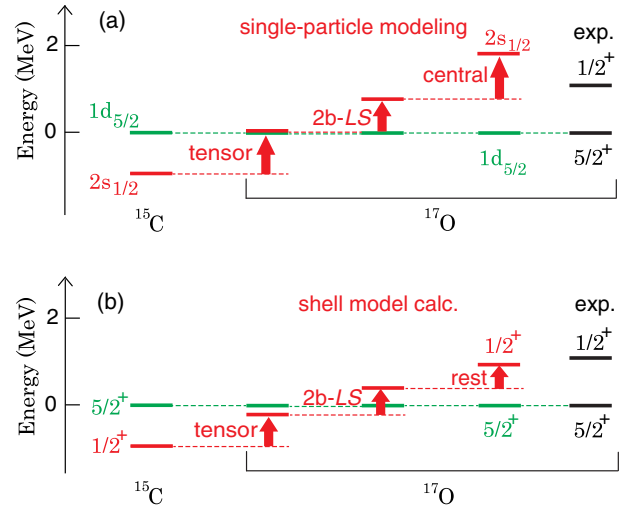 (a) single-particle modeling exp.
Energy (MeV)
2
0
2s1/2
1/2+
central
1d5/2
2b-LS
tensor
2s1/2
1d5/2
5/2+
15C
17O
(b) shell model calc. exp.
Energy (MeV)
2
0
1/2+
1/2+
rest
5/2+
2b-LS
tensor
1/2+
5/2+
5/2+
15C
17O